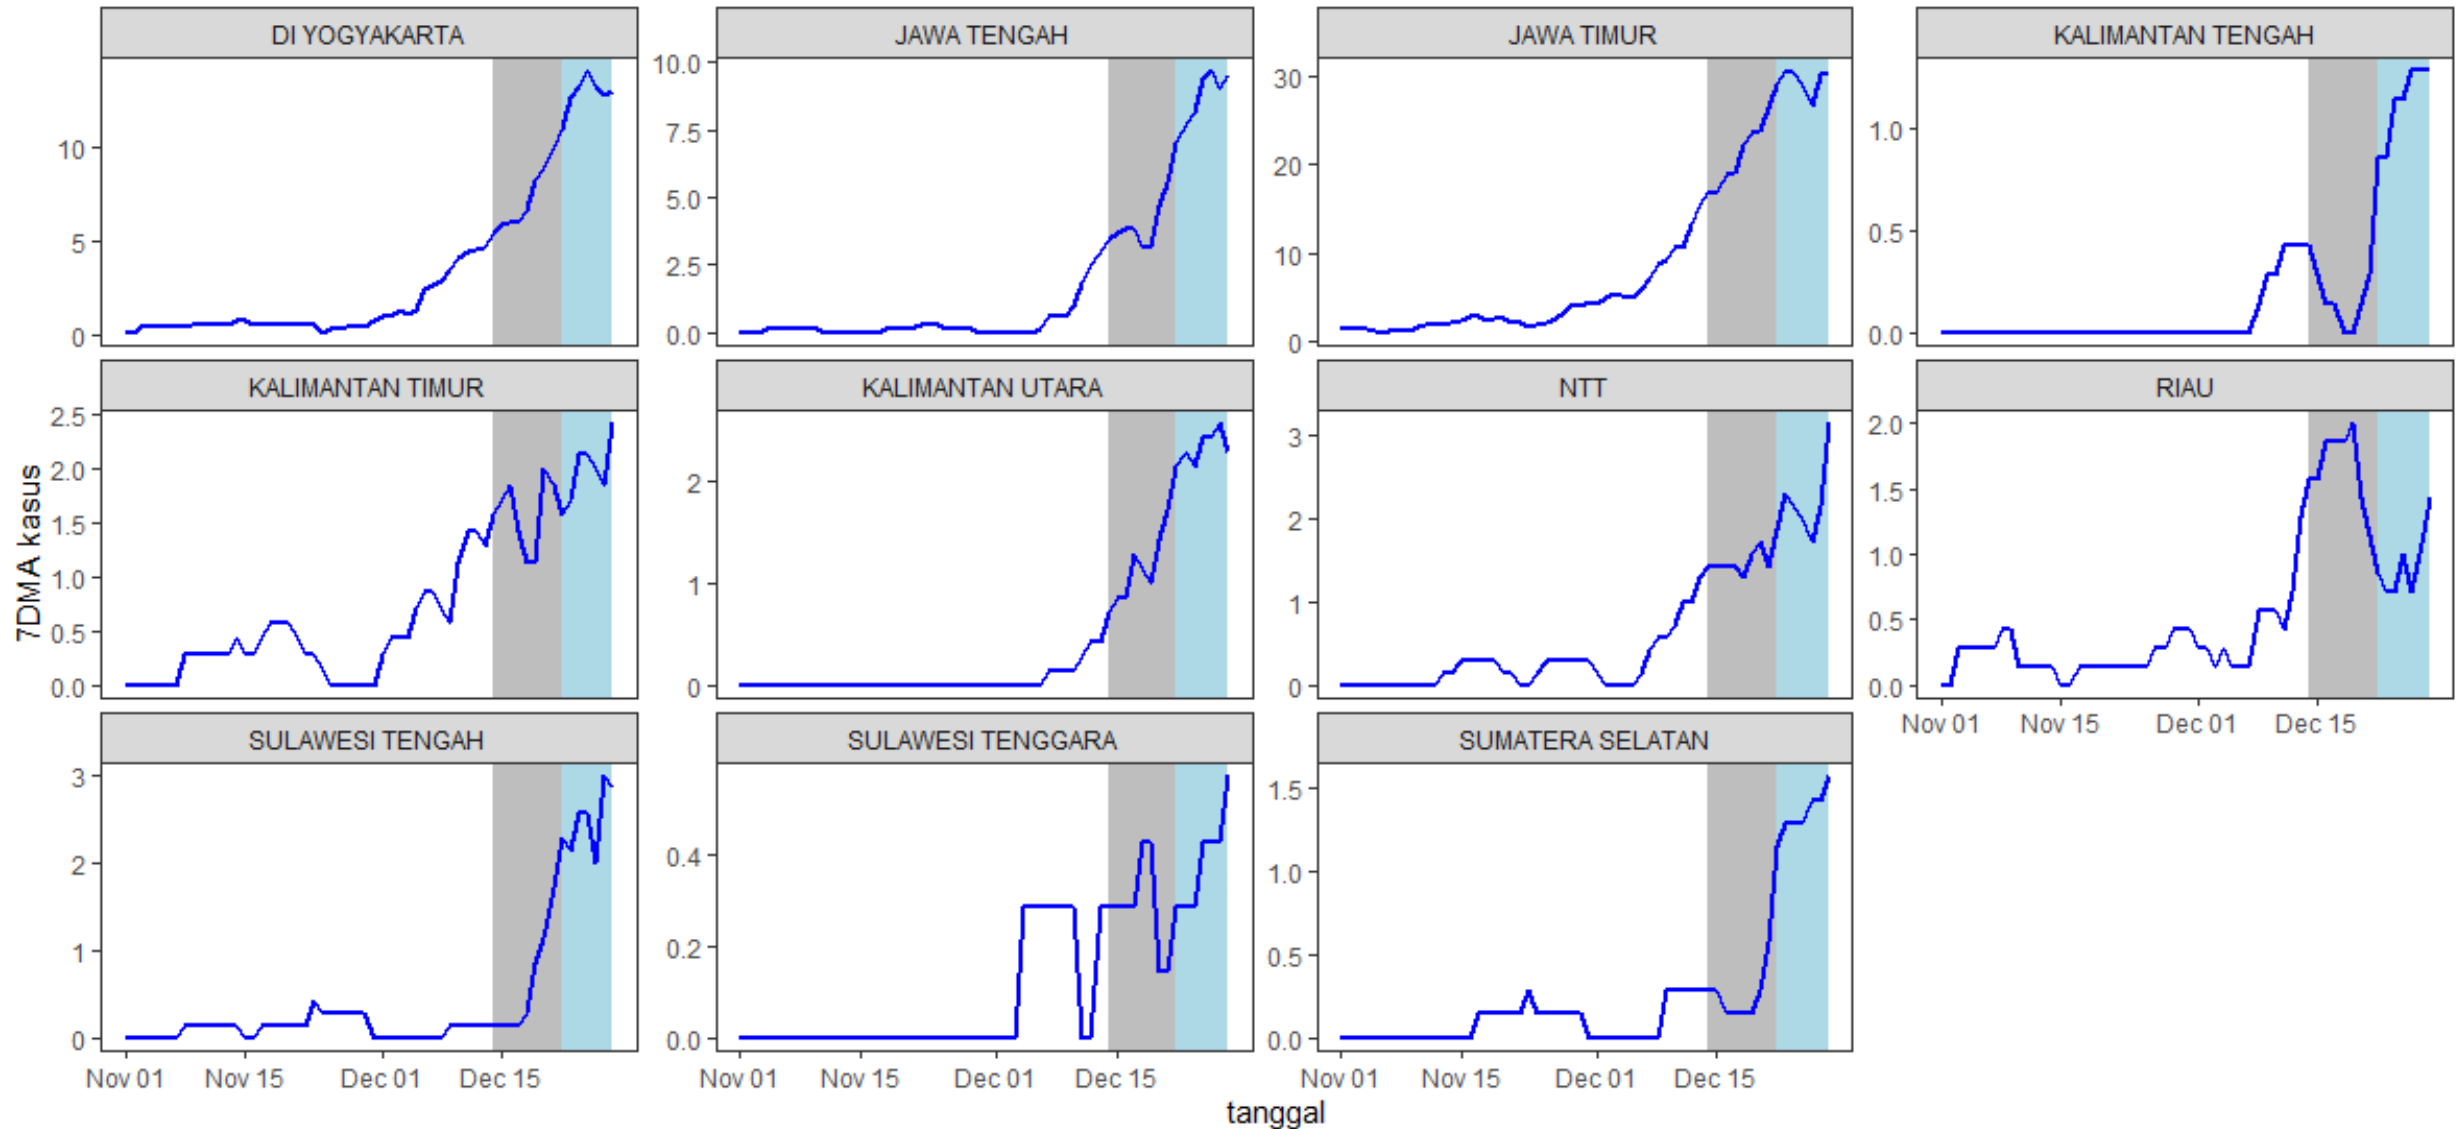 DI YOGYAKARTA
JAWA TENGAH
JAWA TIMUR
KALIMANTAN TENGAH
10
5
0
10.0
7.5
5.0
2.5
0.0
30
20
10
0
1.0
0.5
0.0
KALIMANTAN TIMUR
KALIMANTAN UTARA
NTT
RIAU
7DMA kasus
2.5
2.0
1.5
1.0
0.5
0.0
2
1
0
3
2
1
0
2.0
1.5
1.0
0.5
0.0
Nov 01 Nov 15 Dec 01 Dec 15
SULAWESI TENGAH
SULAWESI TENGGARA
SUMATERA SELATAN
3
2
1
0
0.4
0.2
0.0
1.5
1.0
0.5
0.0
Nov 01 Nov 15 Dec 01 Dec 15
Nov 01 Nov 15 Dec 01 Dec 15
Nov 01 Nov 15 Dec 01 Dec 15
tanggal